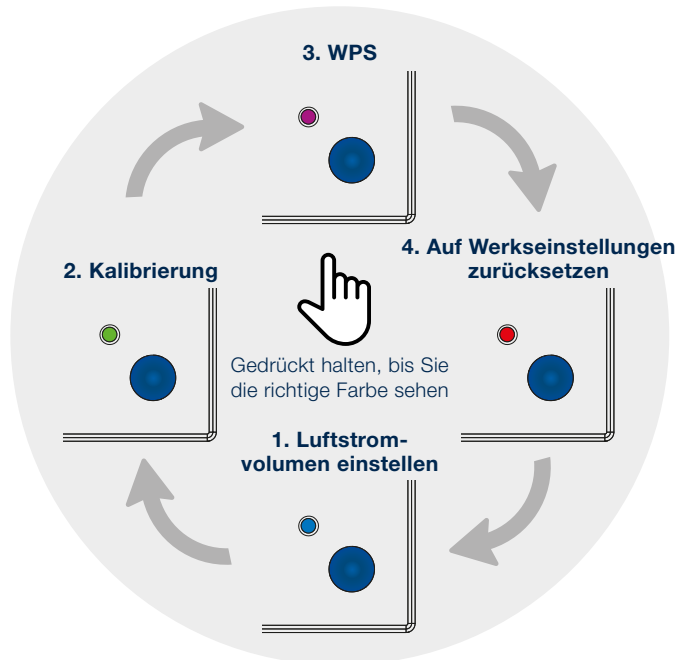 3. WPS
4. Auf Werkseinstellungen
zurücksetzen
2. Kalibrierung
Gedrückt halten, bis Sie
die richtige Farbe sehen
1. Luftstrom-
volumen einstellen